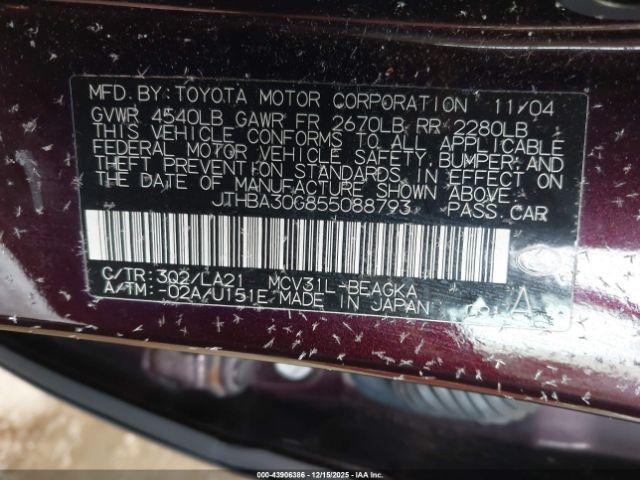 MFD. BY: TOYOTA MOTOR CORPORATION 11/04
GVWR 4540LB GAWR FR 2670LB RR 2280LB
THIS VEHICLE CONFORMS TO ALL APPLICABLE
FEDERAL MOTOR VEHICLE SAFETY, BUMPER AND
THEFT PREVENTION STANDARDS IN EFFECT ON
THE DATE OF MANUFACTURE SHOWN ABOVE.
JTHBA30G855088793 PASS. CAR
C/TR: 3Q2/LA21 MCV31L-BEAGKA
A/TM: -02A/U151E MADE IN JAPAN A
000-43906386 - 12/15/2025 - IAAI.COM